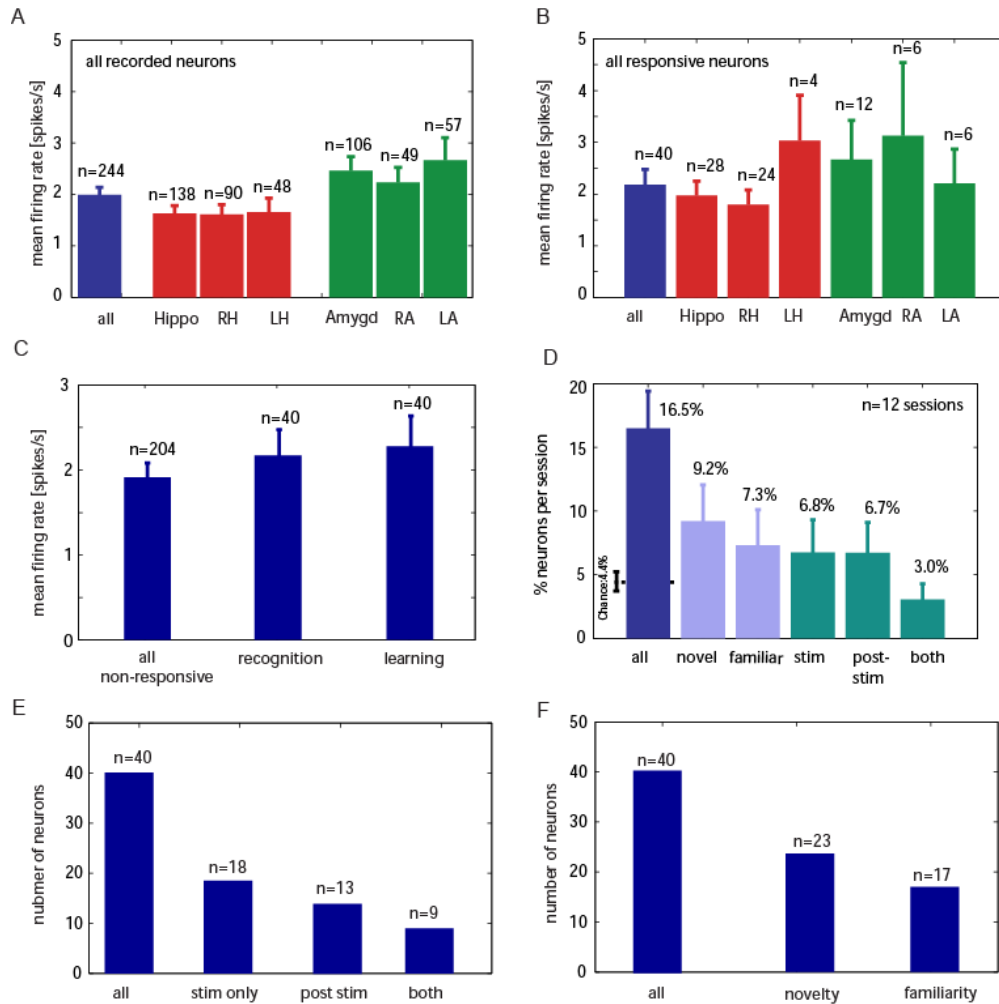 A
5
4
3
2
1
0
mean firing rate [spikes/s]
all recorded neurons
n=244
n=138
n=90
n=48
n=106
n=49
n=57
all
Hippo
RH
LH
Amygd
RA
LA
B
5
4
3
2
1
0
mean firing rate [spikes/s]
all responsive neurons
n=40
n=28
n=24
n=4
n=12
n=6
n=6
all
Hippo
RH
LH
Amygd
RA
LA
C
3
2
1
0
mean firing rate [spikes/s]
n=204
n=40
n=40
all
non-responsive
recognition
learning
D
20
15
10
5
0
% neurons per session
n=12 sessions
Chance:4.4%
16.5%
9.2%
7.3%
6.8%
6.7%
3.0%
all
novel
familiar
stim
post-
stim
both
E
50
40
30
20
10
0
nubmer of neurons
n=40
n=18
n=13
n=9
all
stim only
post stim
both
F
50
40
30
20
10
0
number of neurons
n=40
n=23
n=17
all
novelty
familiarity